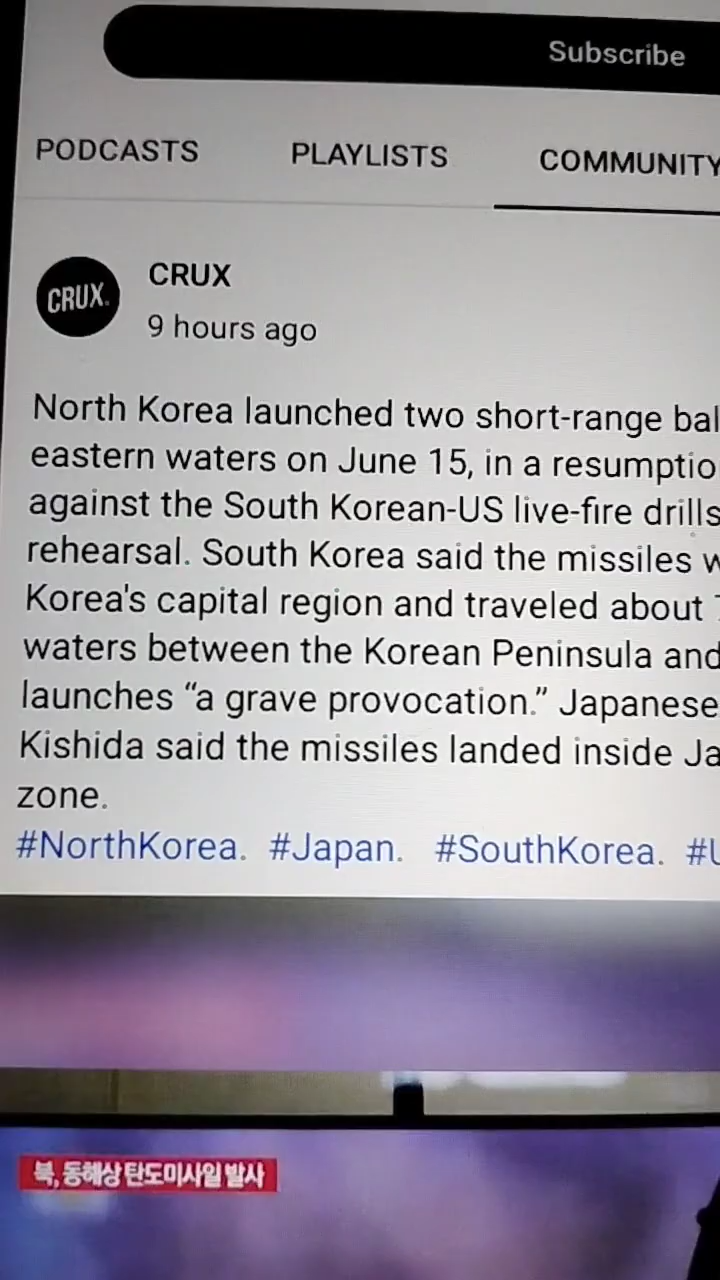 Subscribe
PODCASTS PLAYLISTS COMMUNITY
CRUX.
CRUX
9 hours ago
North Korea launched two short-range
eastern waters on June 15, in a
against the South Korean-US live-fire drills
rehearsal. South Korea said the missiles
Korea's capital region and traveled about
waters between the Korean Peninsula and
launches “a grave provocation.” Japanese
Kishida said the missiles landed inside
zone.
#NorthKorea. #Japan. #SouthKorea.
북, 동해상 탄도미사일 발사